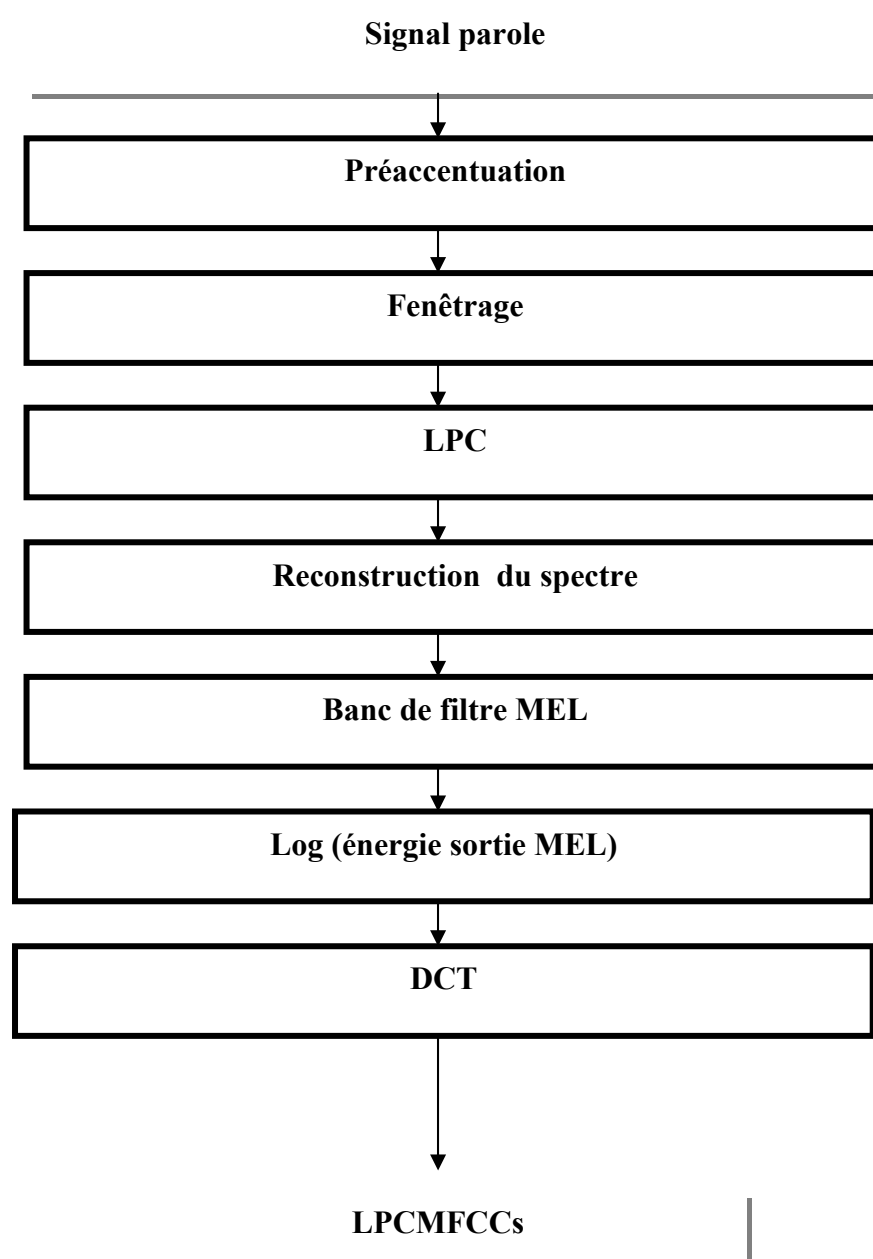 Signal parole
Préaccentuation
Fenêtrage
LPC
Reconstruction du spectre
Banc de filtre MEL
Log (énergie sortie MEL)
DCT
LPCMFCCs